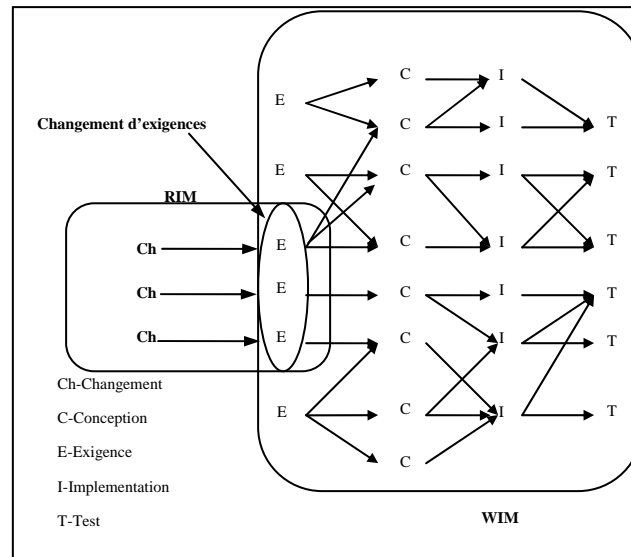 C I
E
Changement d'exigences C I T
E C I T
RIM
Ch E C I T
Ch E C I T
Ch E C I T
Ch-Changement
E C I T
C-Conception
E-Exigence
C
I-Implementation
T-Test
WIM